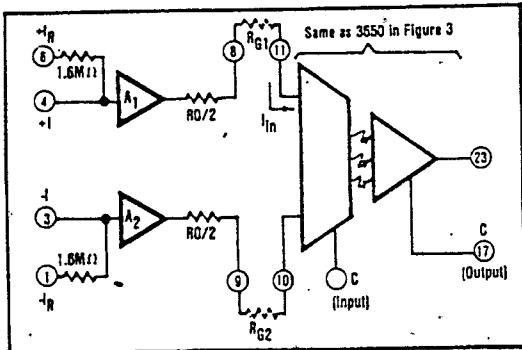 +I_R
6
1.6MΩ
4
+I
A1
RO/2
8
R_G1
11
Same as 3550 in Figure 3
I_in
23
-I
3
A2
RO/2
1.6MΩ
1
-I_R
9
10
R_G2
C
(Input)
C
17
(Output)